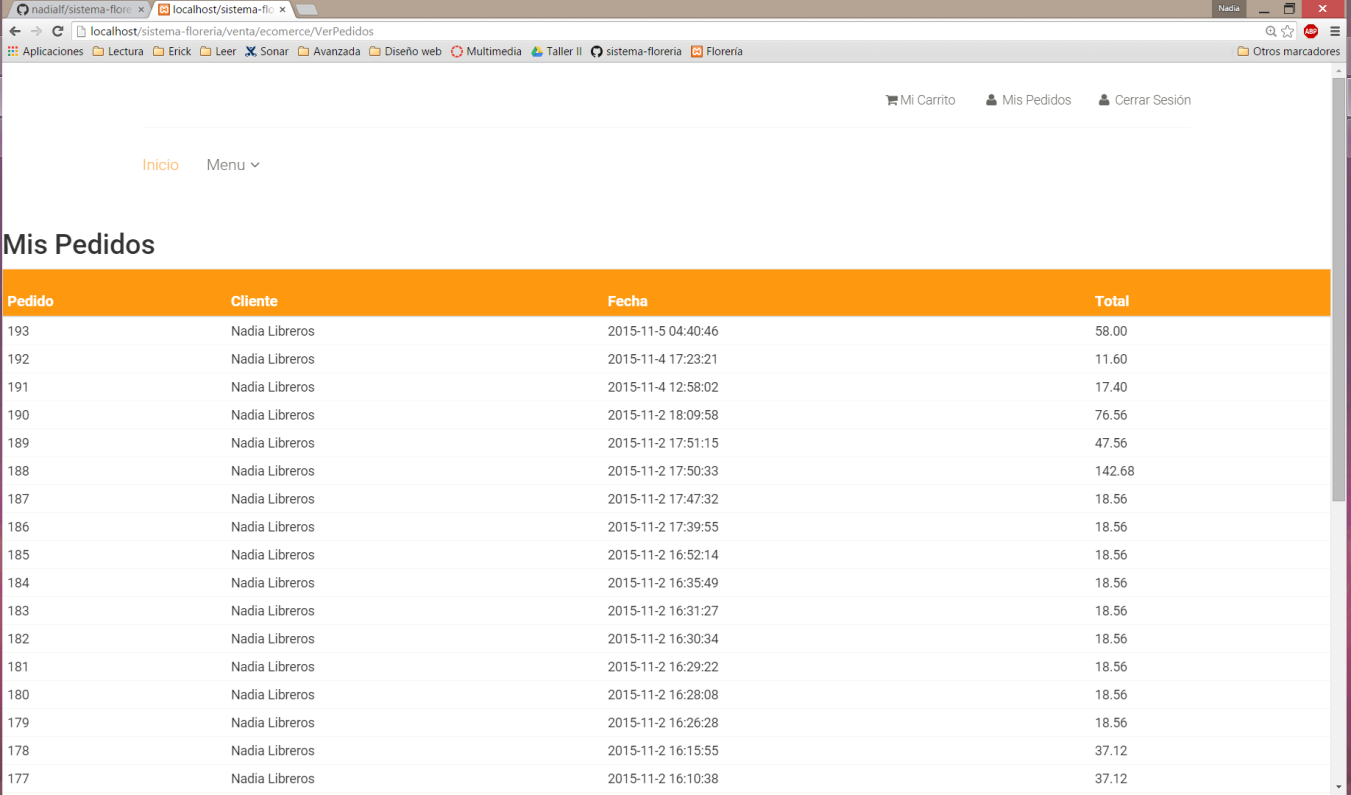 nadialf/sistema-flore
localhost/sistema-flo
Nadia
localhost/sistema-floreria/venta/ecomerce/VerPedidos
ABP
Aplicaciones Lectura Erick Leer Sonar Avanzada Diseño web Multimedia Taller II sistema-floreria Florería Otros marcadores
Mi Carrito Mis Pedidos Cerrar Sesión
Inicio Menu
Mis Pedidos
Pedido Cliente Fecha Total
193 Nadia Libreros 2015-11-5 04:40:46 58.00
192 Nadia Libreros 2015-11-4 17:23:21 11.60
191 Nadia Libreros 2015-11-4 12:58:02 17.40
190 Nadia Libreros 2015-11-2 18:09:58 76.56
189 Nadia Libreros 2015-11-2 17:51:15 47.56
188 Nadia Libreros 2015-11-2 17:50:33 142.68
187 Nadia Libreros 2015-11-2 17:47:32 18.56
186 Nadia Libreros 2015-11-2 17:39:55 18.56
185 Nadia Libreros 2015-11-2 16:52:14 18.56
184 Nadia Libreros 2015-11-2 16:35:49 18.56
183 Nadia Libreros 2015-11-2 16:31:27 18.56
182 Nadia Libreros 2015-11-2 16:30:34 18.56
181 Nadia Libreros 2015-11-2 16:29:22 18.56
180 Nadia Libreros 2015-11-2 16:28:08 18.56
179 Nadia Libreros 2015-11-2 16:26:28 18.56
178 Nadia Libreros 2015-11-2 16:15:55 37.12
177 Nadia Libreros 2015-11-2 16:10:38 37.12